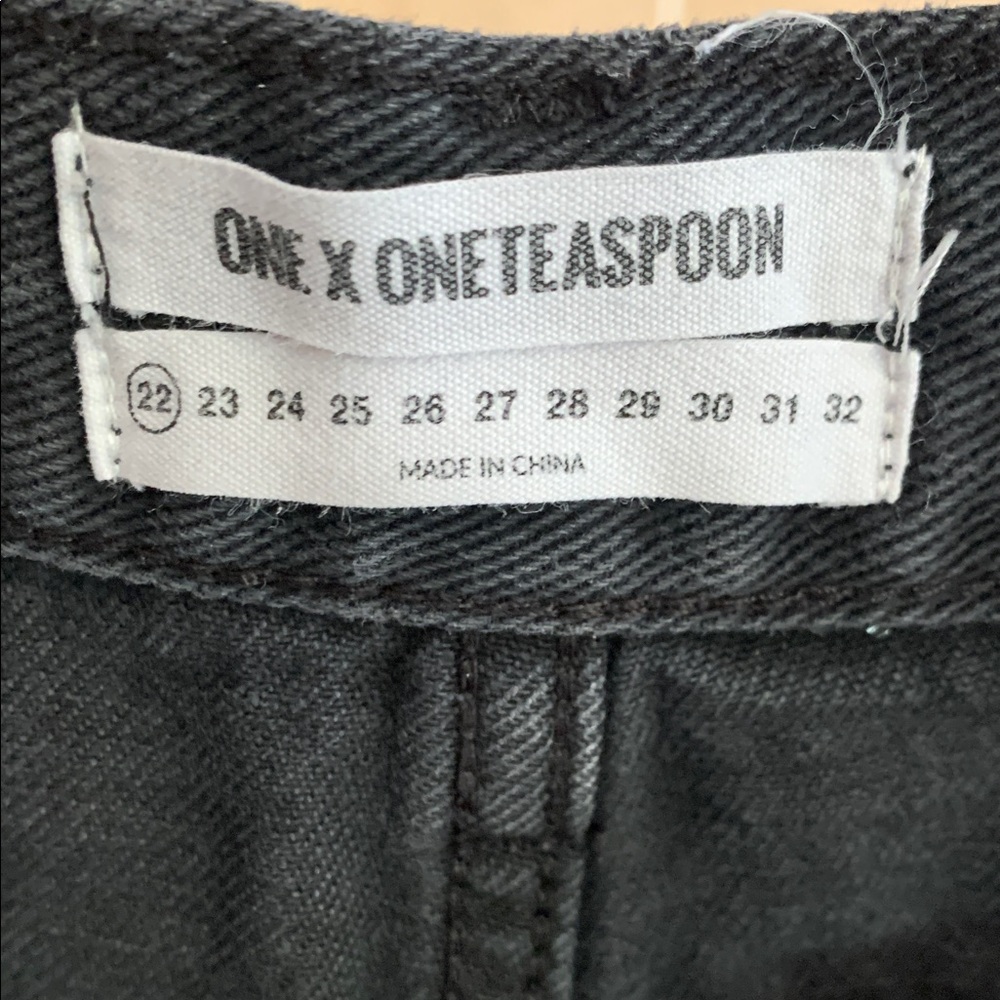 ONE X ONETEASPOON
22 23 24 25 26 27 28 29 30 31 32
MADE IN CHINA